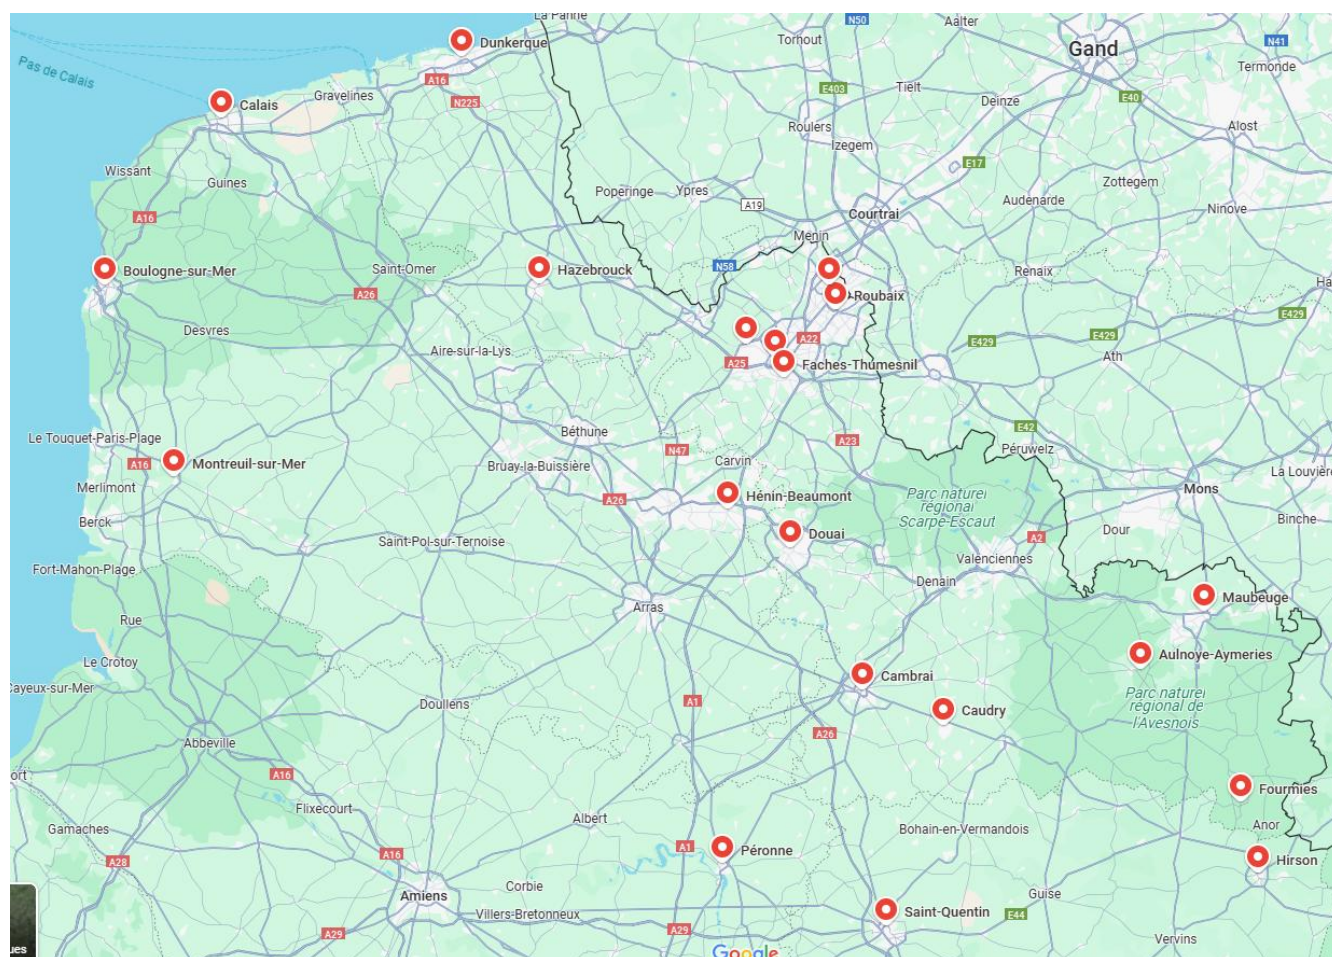 La Panne
N50
Aalter
Torhout
Gand
N41
Termonde
Dunkerque
Pas de Calais
A16
E403
Tielt
E40
Calais
Gravelines
N225
Deinze
Roulers
Alost
Izegem
Wissant
E17
Guines
Poperinge
Ypres
Zottegem
A19
Audenarde
Ninove
A16
Courtrai
Menin
Boulogne-sur-Mer
Saint-Omer
Hazebrouck
N58
Renaix
Roubaix
A26
E429
Desvres
A22
E429
E429
Aire-sur-la-Lys
A25
Faches-Thumesnil
Ath
E42
Béthune
Le Touquet-Paris-Plage
A23
N47
Péruwelz
Montreuil-sur-Mer
A16
Bruay-la-Buissière
Carvin
La Louvière
Merlimont
Mons
Hénin-Beaumont
Parc naturel
régional
Scarpe-Escaut
A26
Berck
Dour
Binche
Douai
Saint-Pol-sur-Ternoise
A2
Valenciennes
Fort-Mahon-Plage
Denain
Maubeuge
Arras
Rue
Aulnoye-Aymeries
Le Crotoy
Cambrai
Cayeux-sur-Mer
Parc naturel
régional de
l'Avesnois
Doullens
A1
Caudry
A26
Abbeville
A16
Fourmies
Flixecourt
Albert
Anor
Gamaches
Bohain-en-Vermandois
A1
Péronne
A16
A28
Hirson
Corbie
Amiens
Guise
Saint-Quentin
Villers-Bretonneux
E44
A29
A29
Vervins
Google